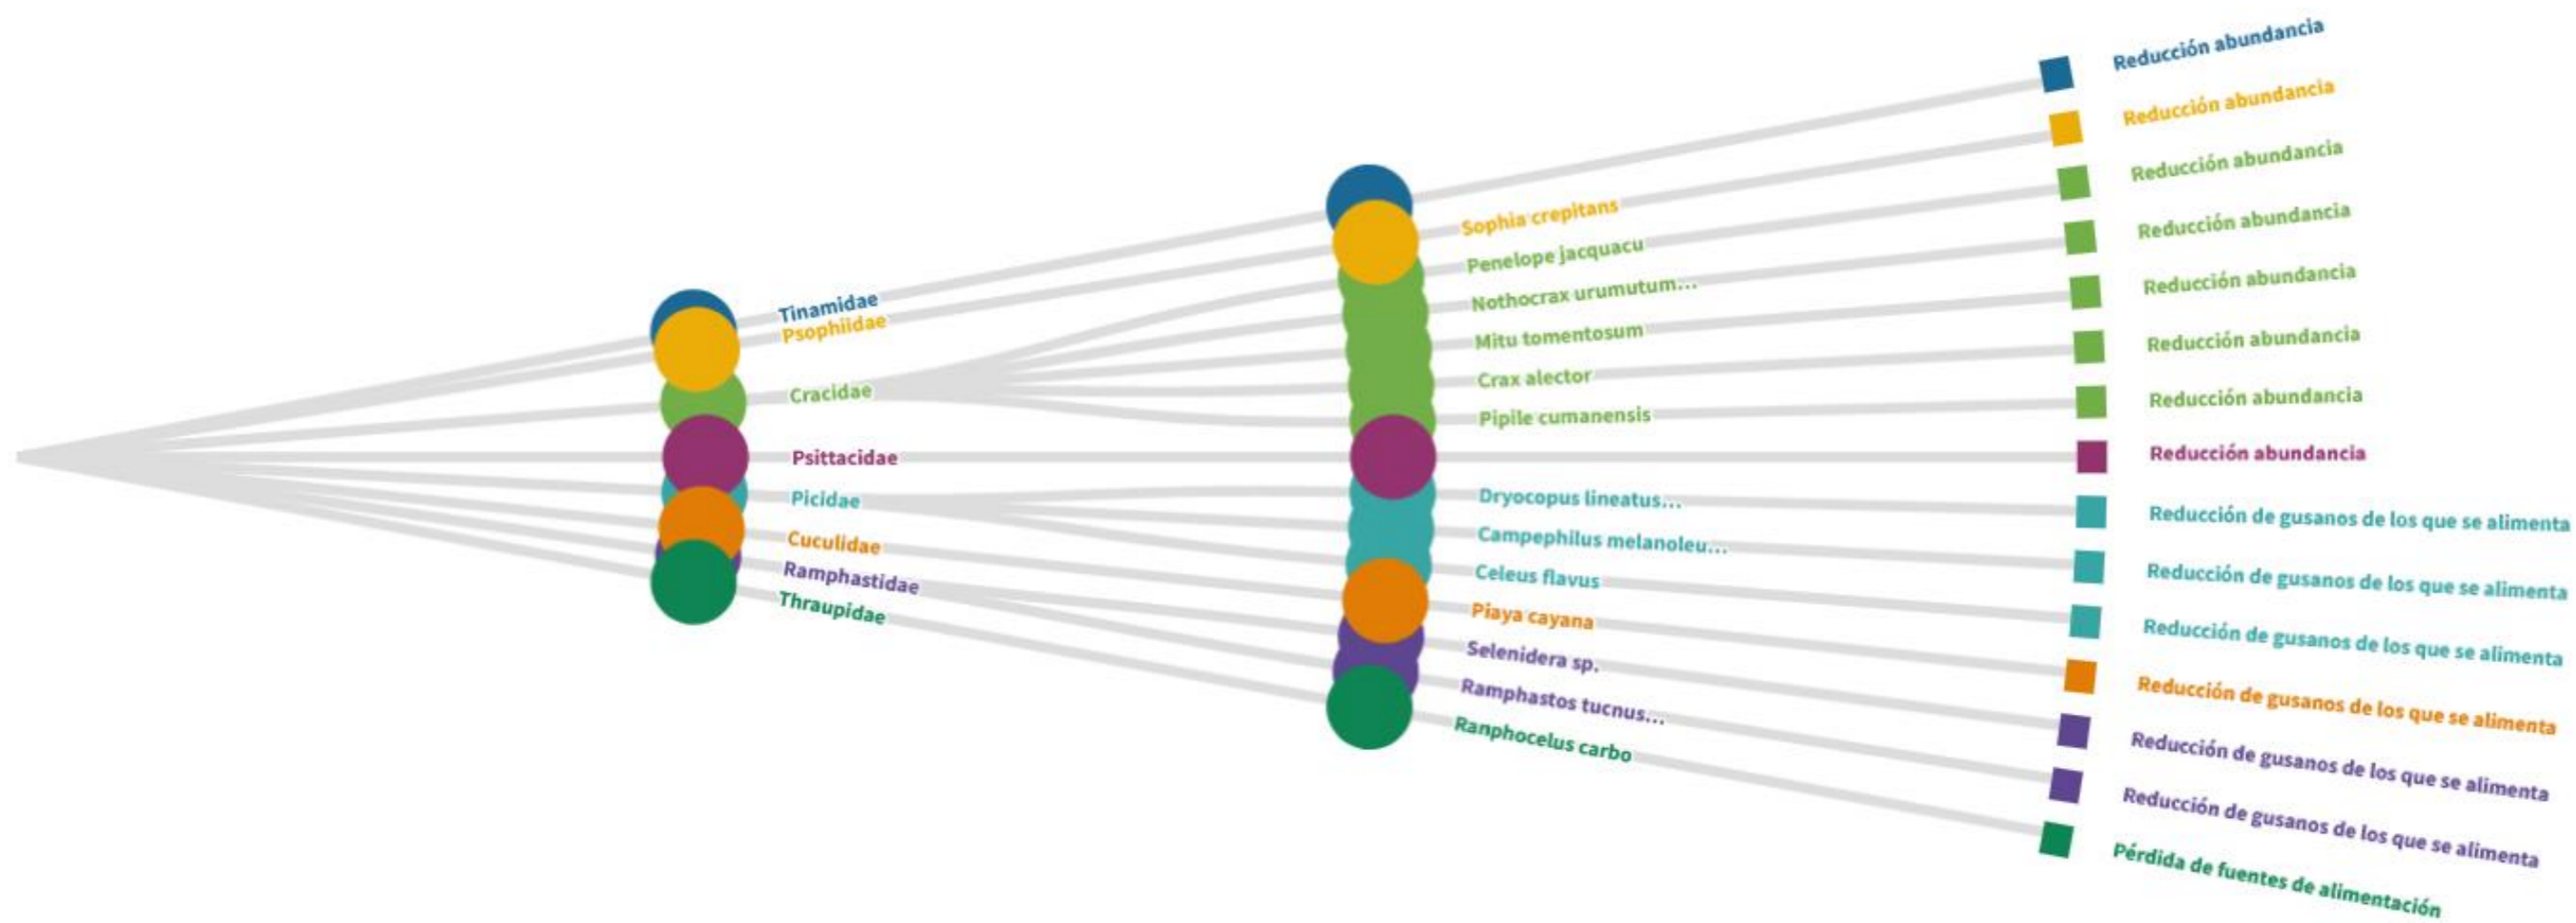 Tinamidae
Psophiidae
Cracidae
Psittacidae
Picidae
Cuculidae
Ramphastidae
Thraupidae
Sophia crepitans
Penelope jacquacu
Nothocrax urumutum...
Mitu tomentosum
Crax alector
Pipile cumanensis
Dryocopus lineatus...
Campephilus melanoleu...
Celeus flavus
Piaya cayana
Selenidera sp.
Ramphastos tucnus...
Ranphocelus carbo
Reducción abundancia
Reducción abundancia
Reducción abundancia
Reducción abundancia
Reducción abundancia
Reducción abundancia
Reducción abundancia
Reducción abundancia
Reducción de gusanos de los que se alimenta
Reducción de gusanos de los que se alimenta
Reducción de gusanos de los que se alimenta
Reducción de gusanos de los que se alimenta
Reducción de gusanos de los que se alimenta
Reducción de gusanos de los que se alimenta
Pérdida de fuentes de alimentación